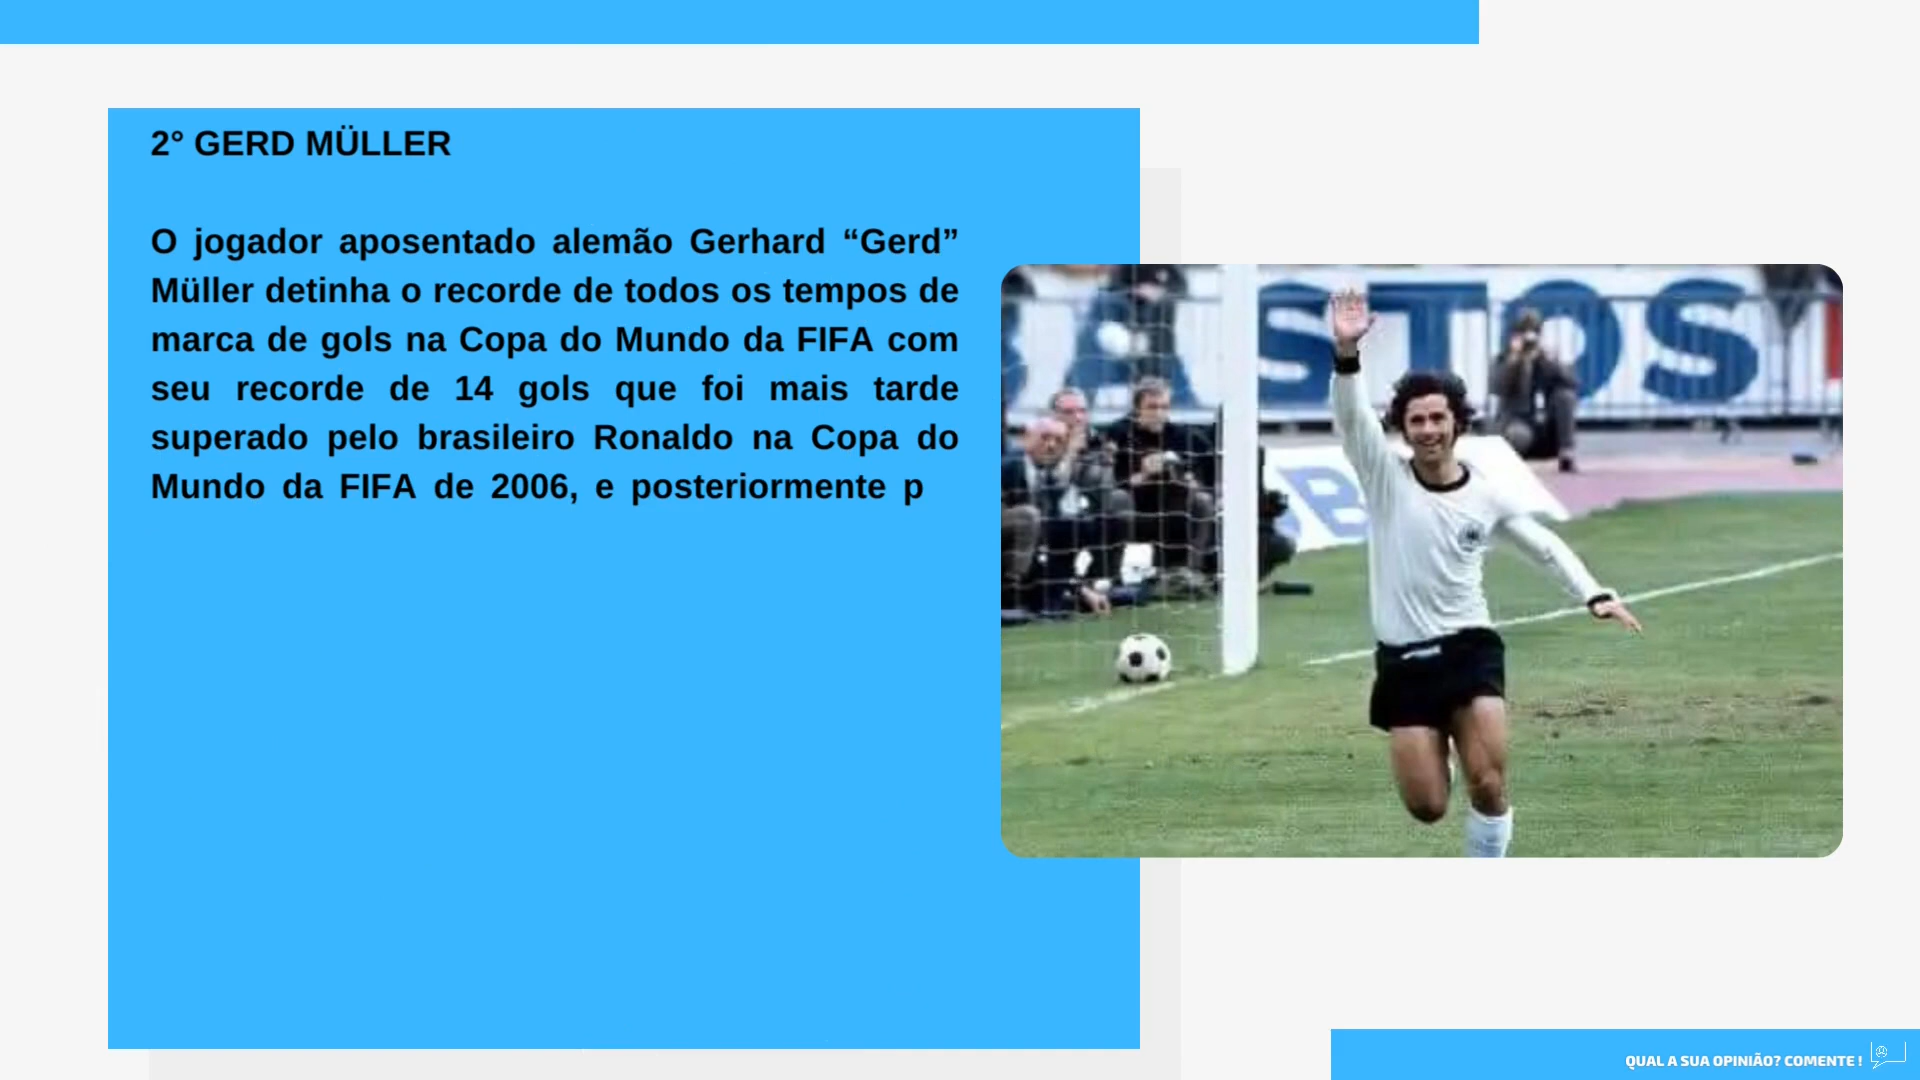 2° GERD MÜLLER
O jogador aposentado alemão Gerhard “Gerd”
Müller detinha o recorde de todos os tempos de
marca de gols na Copa do Mundo da FIFA com
seu recorde de 14 gols que foi mais tarde
superado pelo brasileiro Ronaldo na Copa do
Mundo da FIFA de 2006, e posteriormente p
ASTOS
B
QUAL A SUA OPINIÃO? COMENTE !